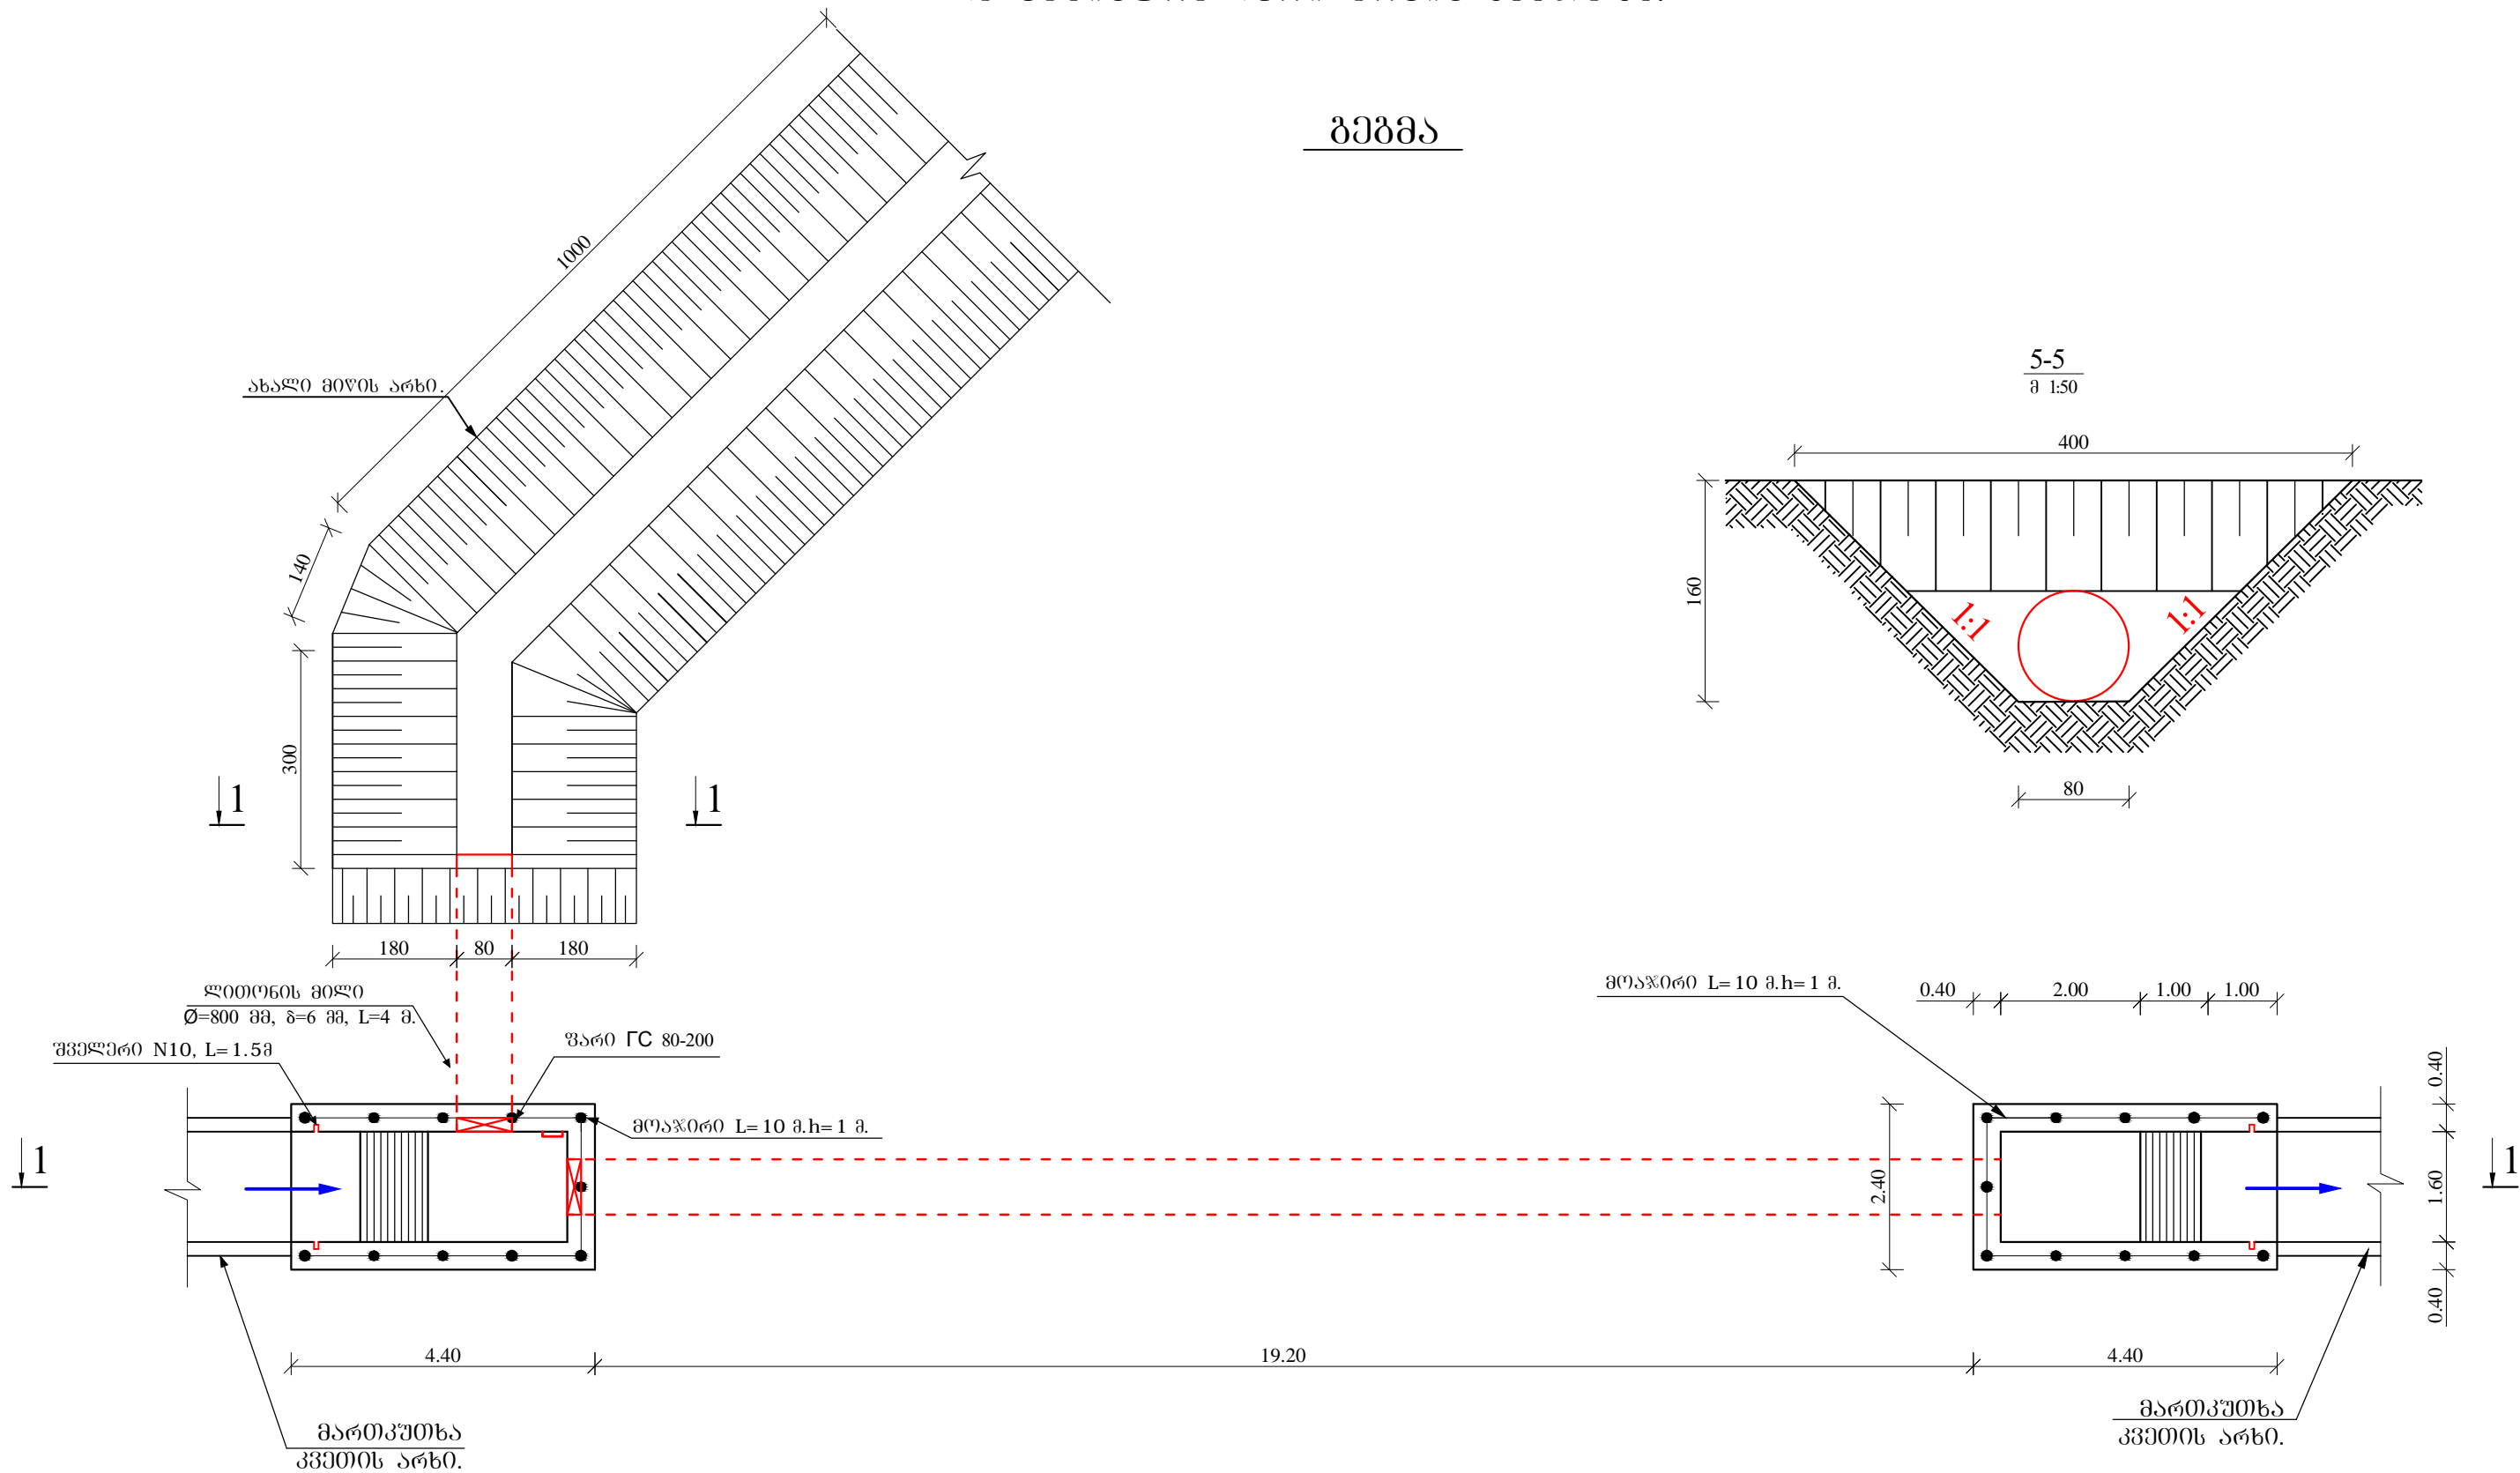 გეგმა
1000
ახალი მიწის არხი.
140
300
1
1
180
80
180
5-5
მ 1:50
400
160
1:1
1:1
80
ლითონის მილი
Ø=800 მმ, δ=6 მმ, L=4 მ.
შველერი N10, L=1.5მ
ფარი ГС 80-200
მოაჯირი L=10 მ.h=1 მ.
მოაჯირი L=10 მ.h=1 მ.
0.40
2.00
1.00
1.00
0.40
1.60
0.40
2.40
1
1
4.40
19.20
4.40
მართკუთხა
კვეთის არხი.
მართკუთხა
კვეთის არხი.